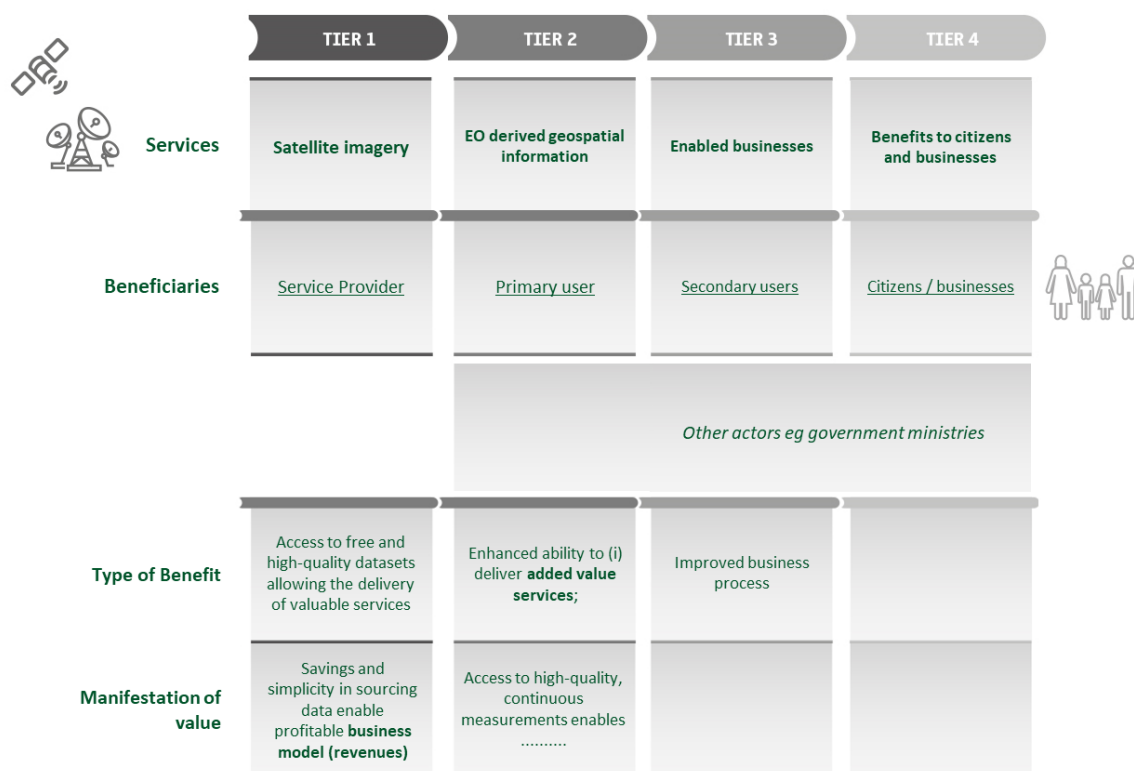 TIER 1
TIER 2
TIER 3
TIER 4
Services
Satellite imagery
EO derived geospatial
information
Enabled businesses
Benefits to citizens
and businesses
Beneficiaries
Service Provider
Primary user
Secondary users
Citizens / businesses
Other actors eg government ministries
Type of Benefit
Access to free and
high-quality datasets
allowing the delivery
of valuable services
Enhanced ability to (i)
deliver added value
services;
Improved business
process
Manifestation of
value
Savings and
simplicity in sourcing
data enable
profitable business
model (revenues)
Access to high-quality,
continuous
measurements enables
..........